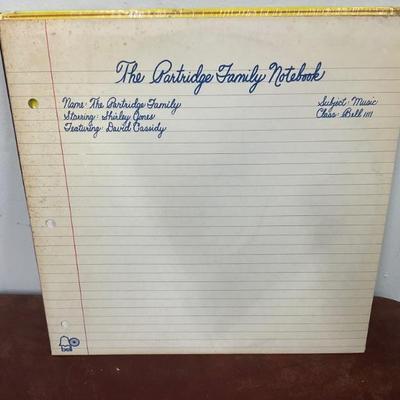 The Partridge Family Notebook
Name: The Partridge Family
Starring: Shirley Jones
Featuring: David Cassidy
Subject: Music
Class: Bell 1111
bell